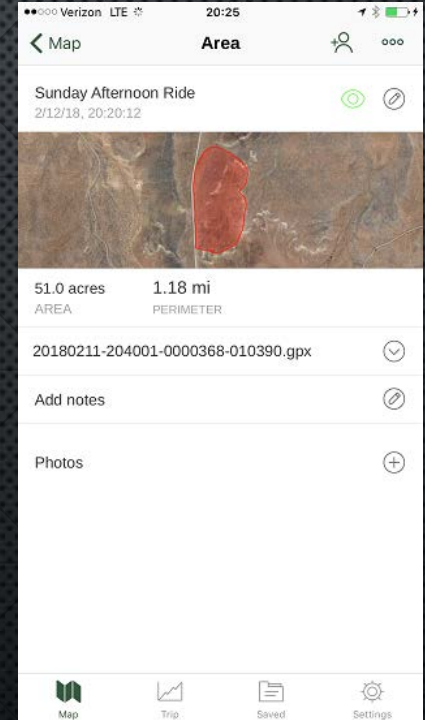 Verizon LTE 20:25
Map Area
Sunday Afternoon Ride
2/12/18, 20:20:12
51.0 acres 1.18 mi
AREA PERIMETER
20180211-204001-0000368-010390.gpx
Add notes
Photos
Map Trip Saved Settings